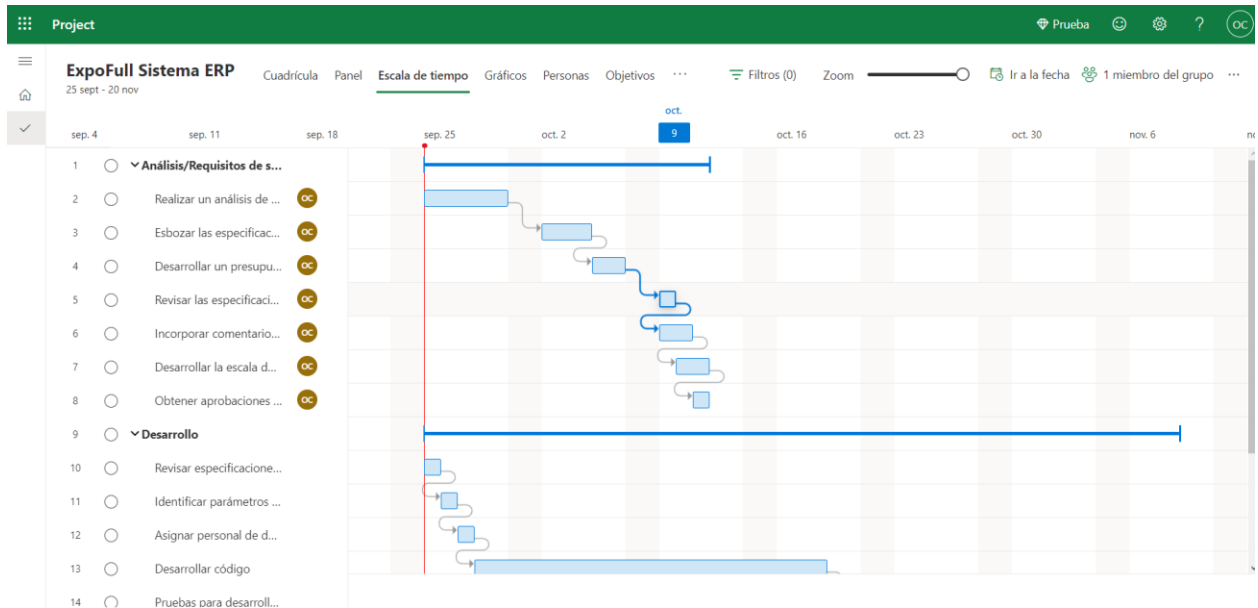 Project
Prueba
?
OC
ExpoFull Sistema ERP
25 sept - 20 nov
Cuadrícula Panel Escala de tiempo Gráficos Personas Objetivos ···
Filtros (0)
Zoom
Ir a la fecha
1 miembro del grupo ···
oct.
sep. 4 sep. 11 sep. 18 sep. 25 oct. 2 9 oct. 16 oct. 23 oct. 30 nov. 6
1 Análisis/Requisitos de s...
2 Realizar un análisis de ... OC
3 Esbozar las especificac... OC
4 Desarrollar un presupu... OC
5 Revisar las especificaci... OC
6 Incorporar comentario... OC
7 Desarrollar la escala d... OC
8 Obtener aprobaciones ... OC
9 Desarrollo
10 Revisar especificacione...
11 Identificar parámetros ...
12 Asignar personal de d...
13 Desarrollar código
14 Pruebas para desarroll...